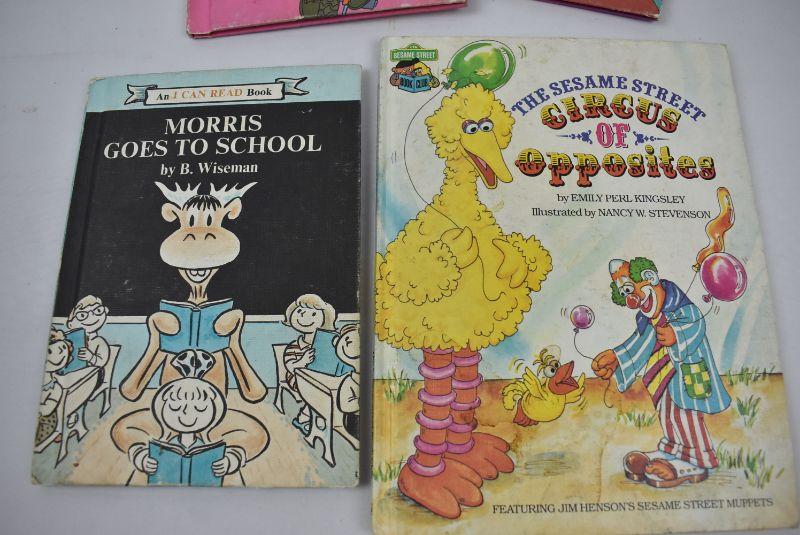 An I CAN READ Book
MORRIS
GOES TO SCHOOL
by B. Wiseman
SESAME STREET
BOOK CLUB
THE SESAME STREET
CIRCUS
OF
OPPOSITES
by EMILY PERL KINGSLEY
Illustrated by NANCY W. STEVENSON
FEATURING JIM HENSON'S SESAME STREET MUPPETS